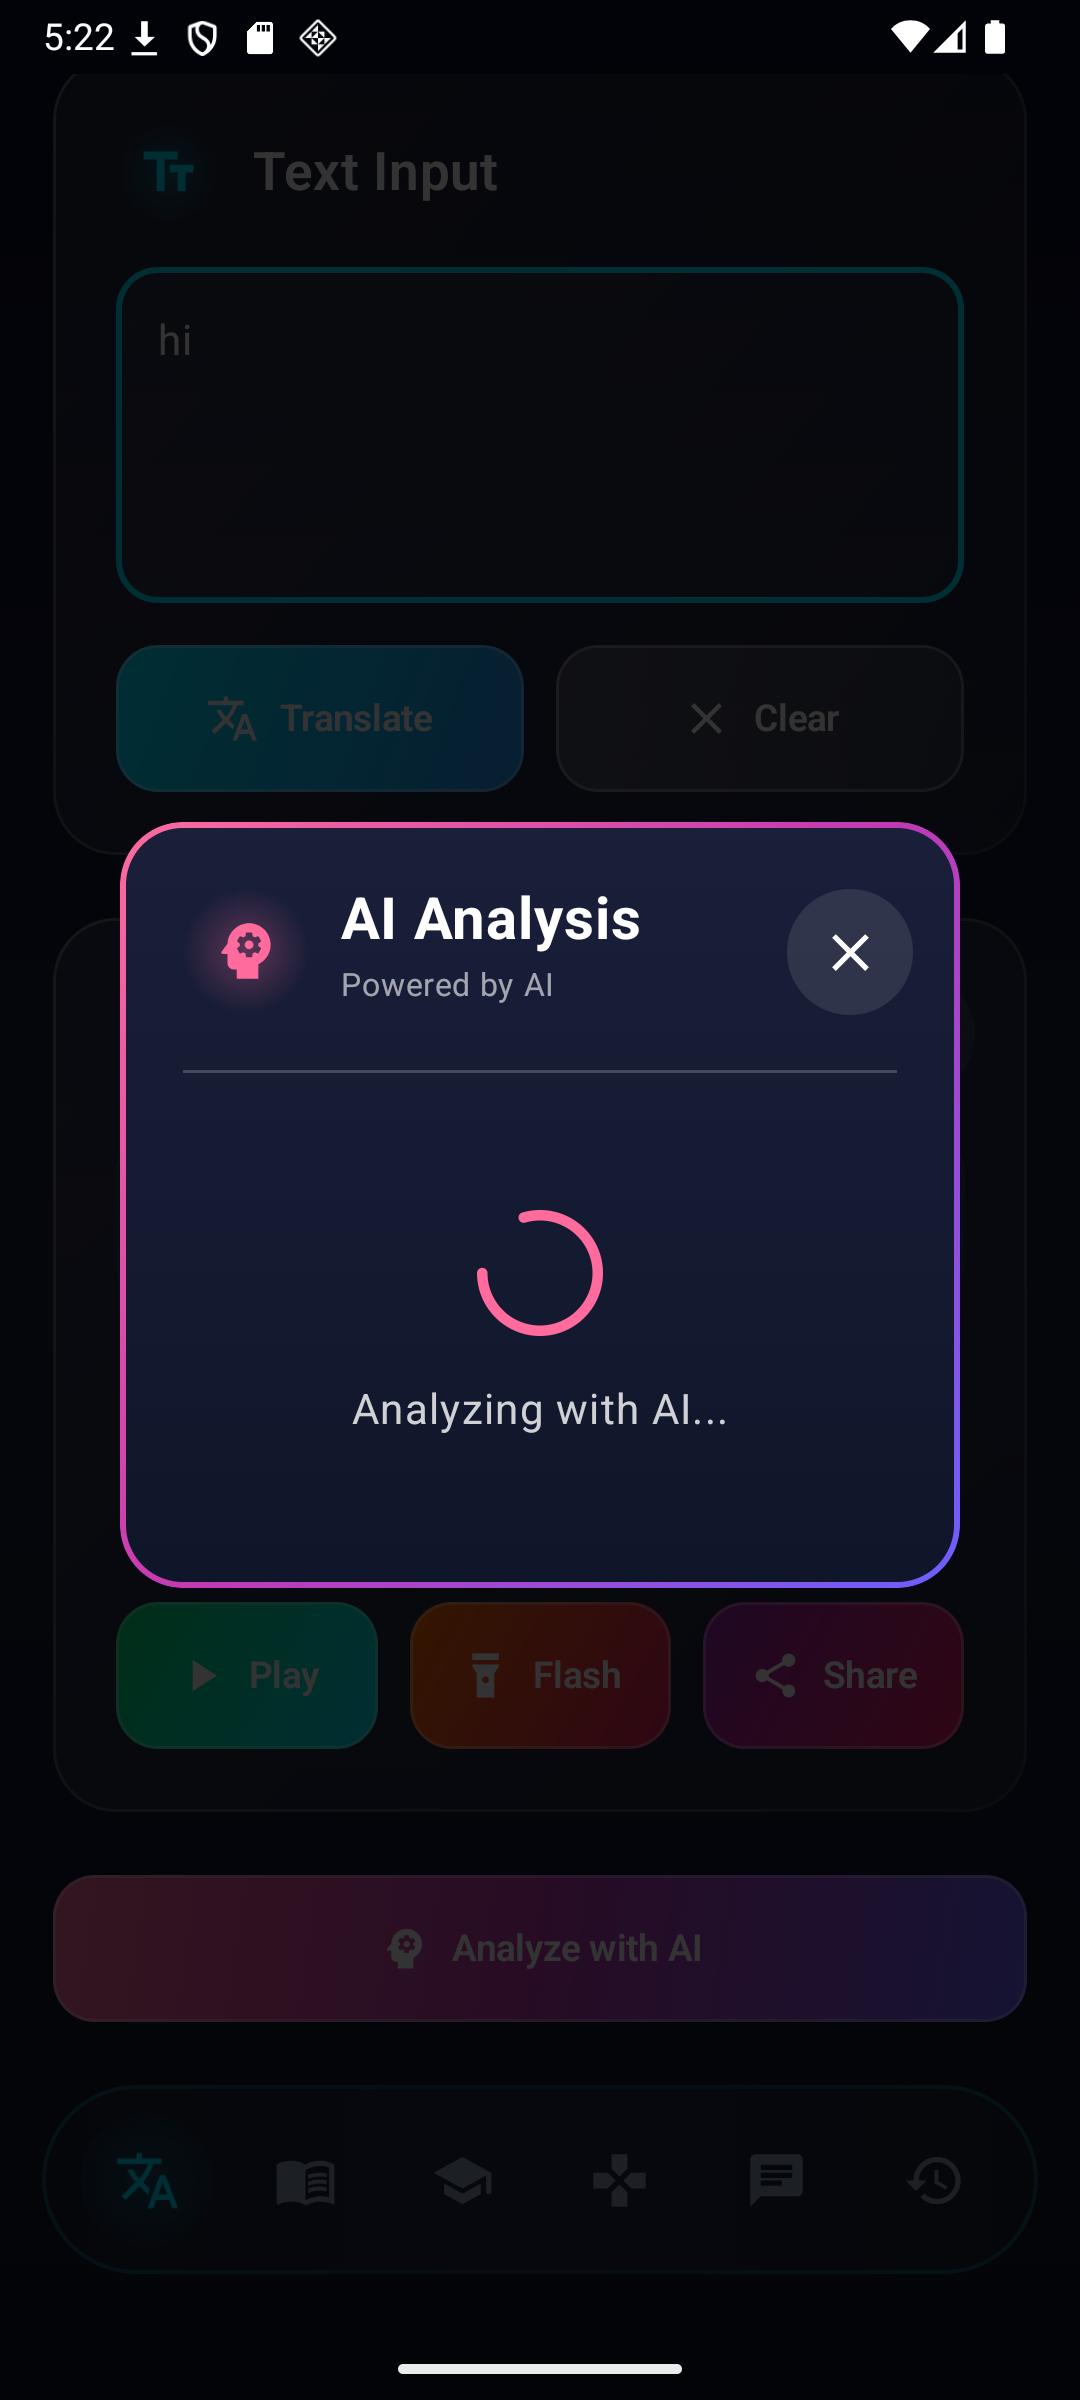 5:22
Text Input
hi
Translate
Clear
AI Analysis
Powered by AI
Analyzing with AI...
Play
Flash
Share
Analyze with AI